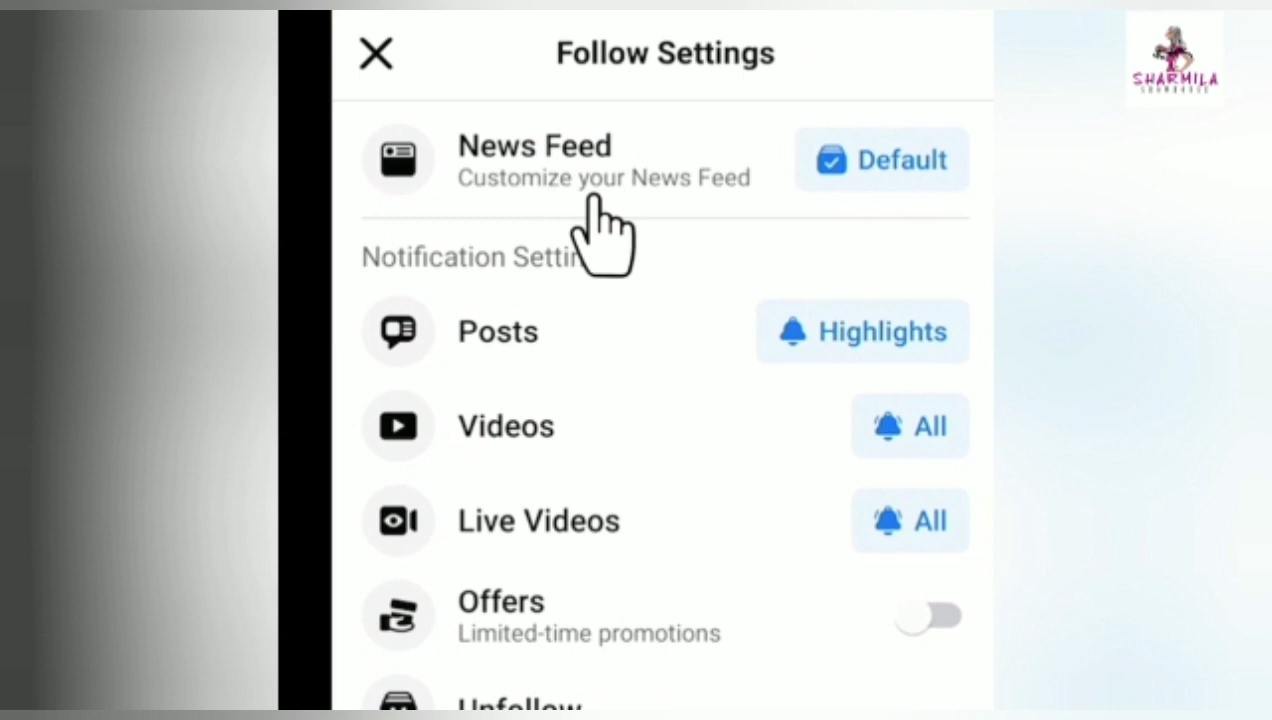 Follow Settings
News Feed
Customize your News Feed
Default
Notification Settin
Posts
Highlights
Videos
All
Live Videos
All
Offers
Limited-time promotions
Unfollow
SHARMILA